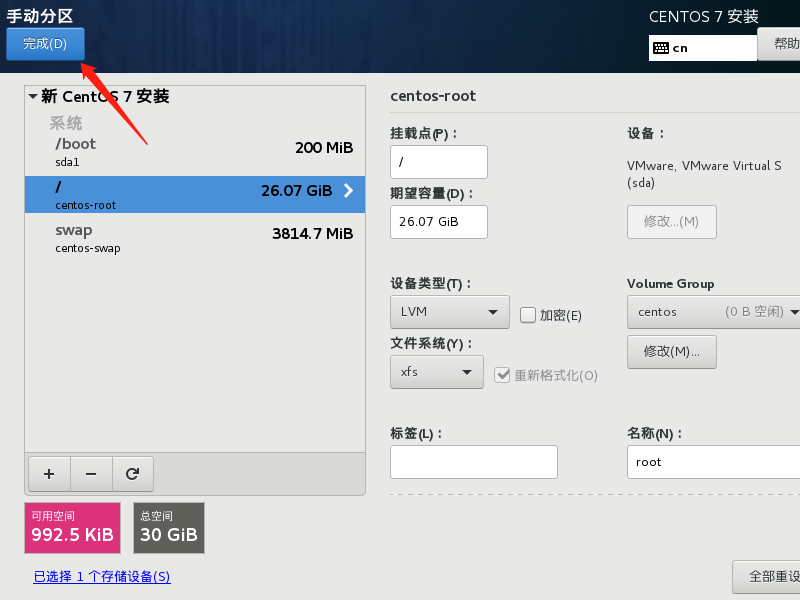 手动分区
CENTOS 7 安装
完成(D)
cn
帮助
新 CentOS 7 安装
系统
/boot
200 MiB
sda1
/
26.07 GiB
centos-root
swap
3814.7 MiB
centos-swap
centos-root
挂载点(P)：
设备：
/
VMware, VMware Virtual S
(sda)
期望容量(D)：
26.07 GiB
修改...(M)
设备类型(T)：
Volume Group
LVM
加密(E)
centos (0 B 空闲)
文件系统(Y)：
修改(M)...
xfs
重新格式化(O)
标签(L)：
名称(N)：
root
+ −
可用空间
992.5 KiB
总空间
30 GiB
已选择 1 个存储设备(S)
全部重设